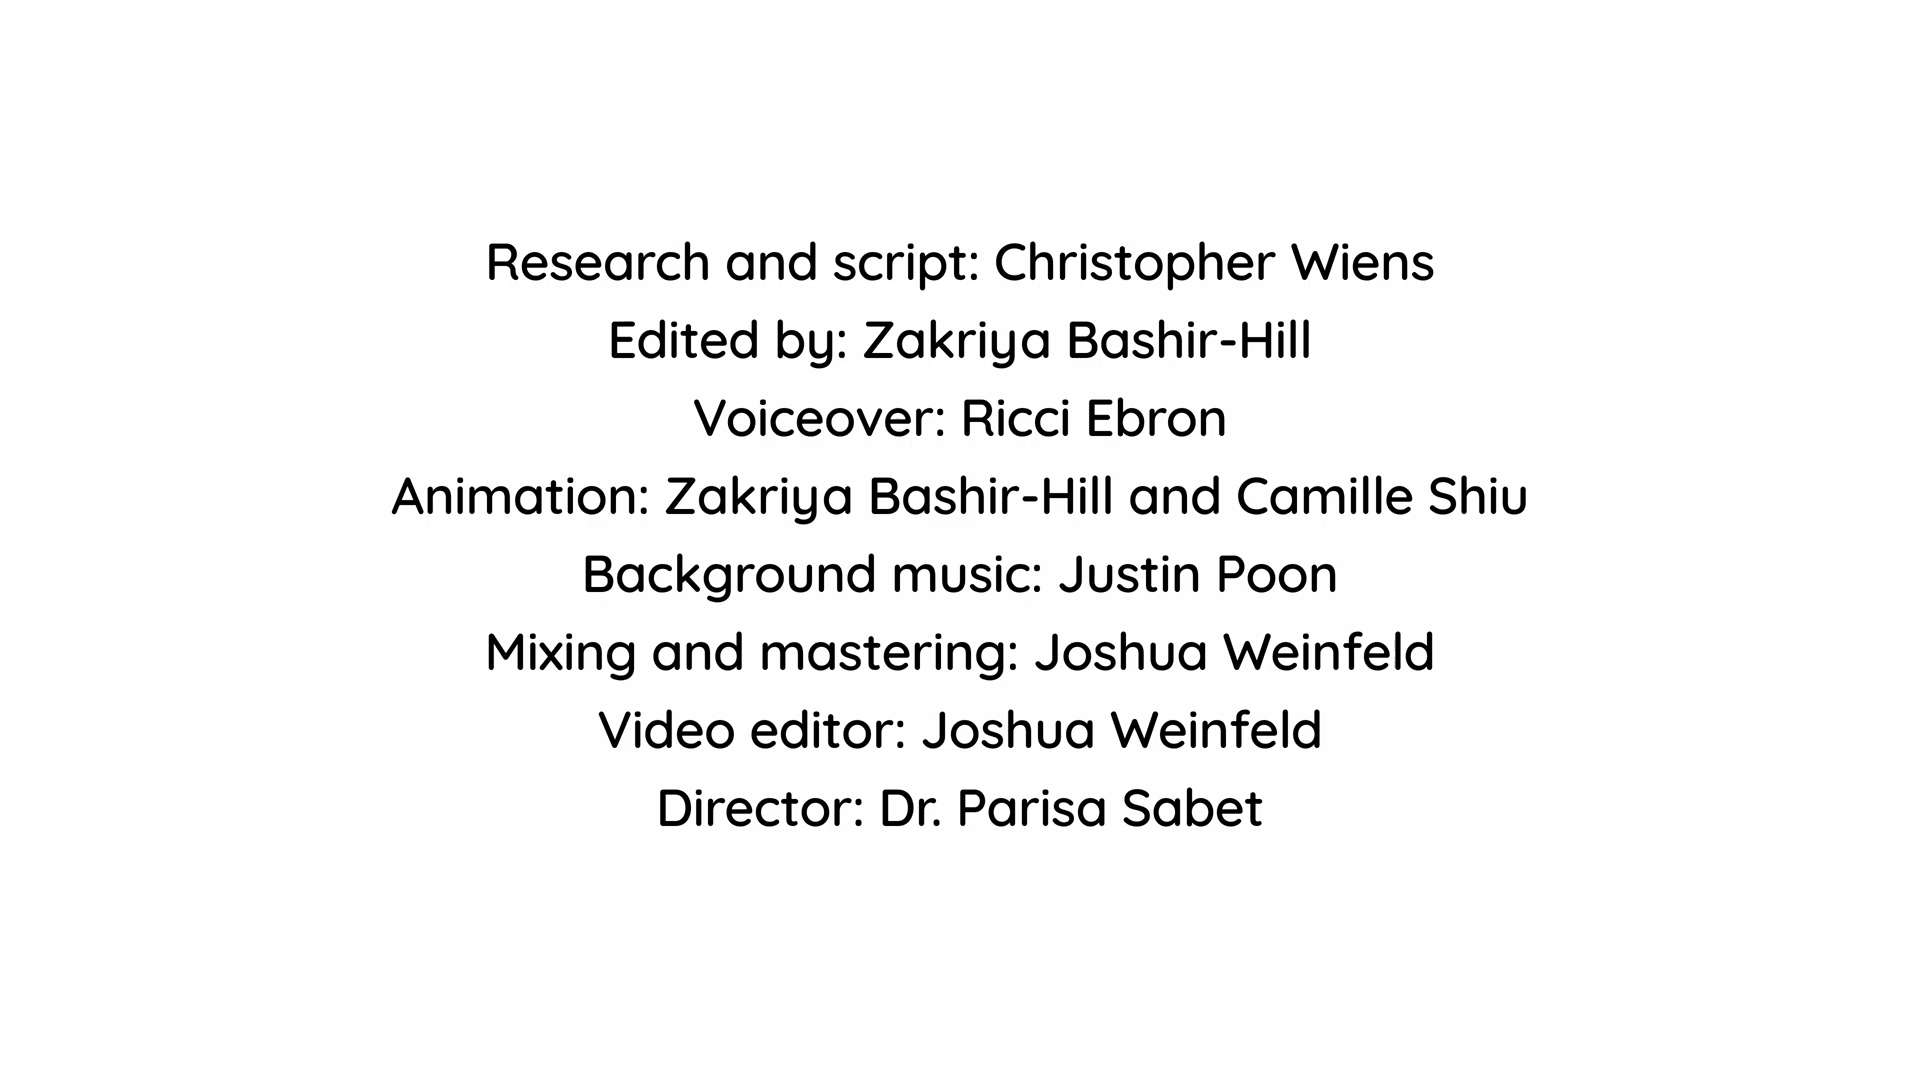 Research and script: Christopher Wiens
Edited by: Zakriya Bashir-Hill
Voiceover: Ricci Ebron
Animation: Zakriya Bashir-Hill and Camille Shiu
Background music: Justin Poon
Mixing and mastering: Joshua Weinfeld
Video editor: Joshua Weinfeld
Director: Dr. Parisa Sabet